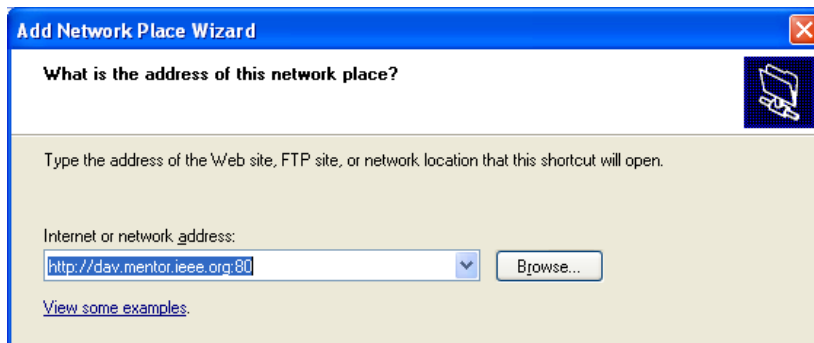 Add Network Place Wizard
What is the address of this network place?
Type the address of the Web site, FTP site, or network location that this shortcut will open.
Internet or network address:
http://dav.mentor.ieee.org:80
Browse...
View some examples.